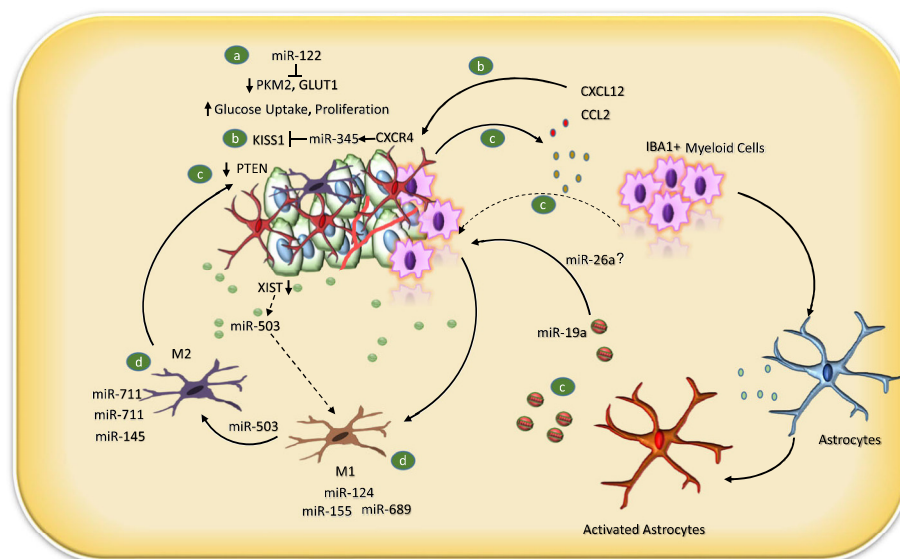 a
miR-122
PKM2, GLUT1
Glucose Uptake, Proliferation
b
KISS1
miR-345
CXCR4
c
PTEN
b
CXCL12
CCL2
c
IBA1+ Myeloid Cells
c
miR-26a?
XIST
miR-503
miR-19a
M2
d
miR-711
miR-711
miR-145
miR-503
c
d
M1
miR-124
miR-155 miR-689
Astrocytes
Activated Astrocytes